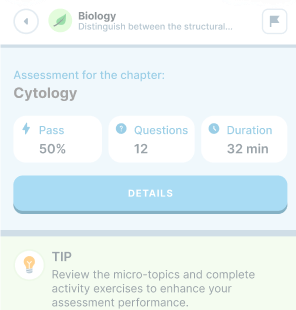 Biology
Distinguish between the structural...
Assessment for the chapter:
Cytology
Pass
50%
Questions
12
Duration
32 min
DETAILS
TIP
Review the micro-topics and complete
activity exercises to enhance your
assessment performance.